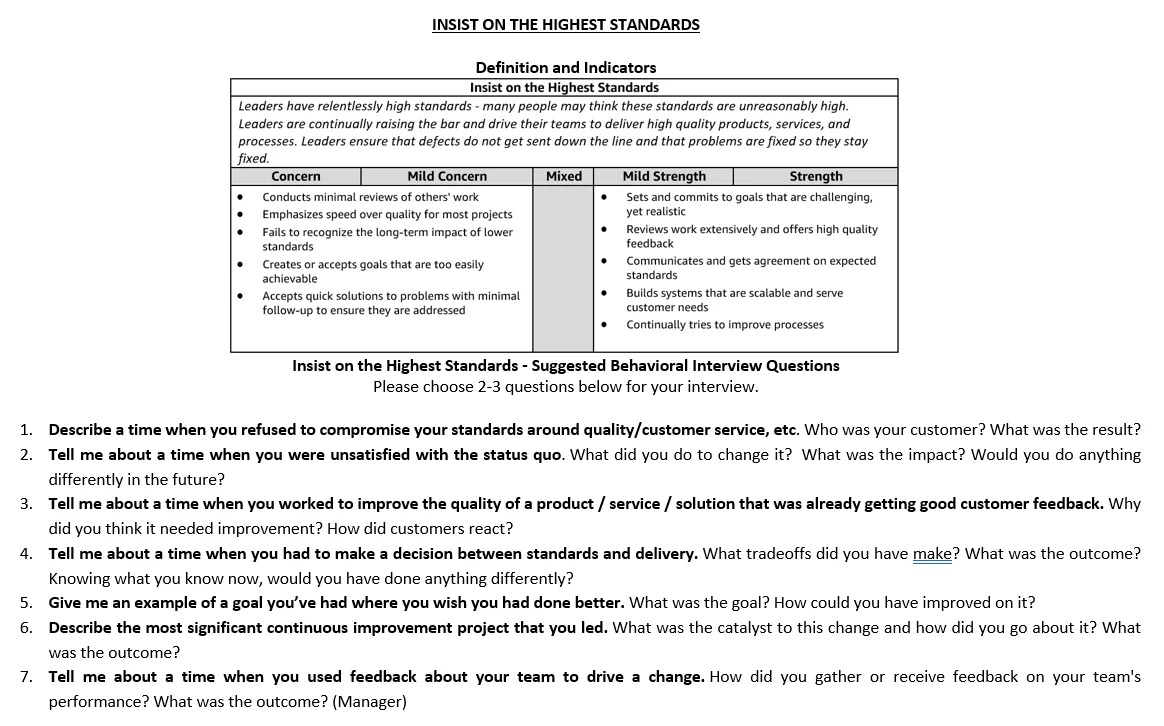 INSIST ON THE HIGHEST STANDARDS
Definition and Indicators
Insist on the Highest Standards
Leaders have relentlessly high standards - many people may think these standards are unreasonably high.
Leaders are continually raising the bar and drive their teams to deliver high quality products, services, and
processes. Leaders ensure that defects do not get sent down the line and that problems are fixed so they stay
fixed.
Concern Mild Concern Mixed Mild Strength Strength
• Conducts minimal reviews of others' work
• Emphasizes speed over quality for most projects
• Fails to recognize the long-term impact of lower
standards
• Creates or accepts goals that are too easily
achievable
• Accepts quick solutions to problems with minimal
follow-up to ensure they are addressed
• Sets and commits to goals that are challenging,
yet realistic
• Reviews work extensively and offers high quality
feedback
• Communicates and gets agreement on expected
standards
• Builds systems that are scalable and serve
customer needs
• Continually tries to improve processes
Insist on the Highest Standards - Suggested Behavioral Interview Questions
Please choose 2-3 questions below for your interview.
1. Describe a time when you refused to compromise your standards around quality/customer service, etc. Who was your customer? What was the result?
2. Tell me about a time when you were unsatisfied with the status quo. What did you do to change it? What was the impact? Would you do anything
differently in the future?
3. Tell me about a time when you worked to improve the quality of a product / service / solution that was already getting good customer feedback. Why
did you think it needed improvement? How did customers react?
4. Tell me about a time when you had to make a decision between standards and delivery. What tradeoffs did you have make? What was the outcome?
Knowing what you know now, would you have done anything differently?
5. Give me an example of a goal you've had where you wish you had done better. What was the goal? How could you have improved on it?
6. Describe the most significant continuous improvement project that you led. What was the catalyst to this change and how did you go about it? What
was the outcome?
7. Tell me about a time when you used feedback about your team to drive a change. How did you gather or receive feedback on your team's
performance? What was the outcome? (Manager)